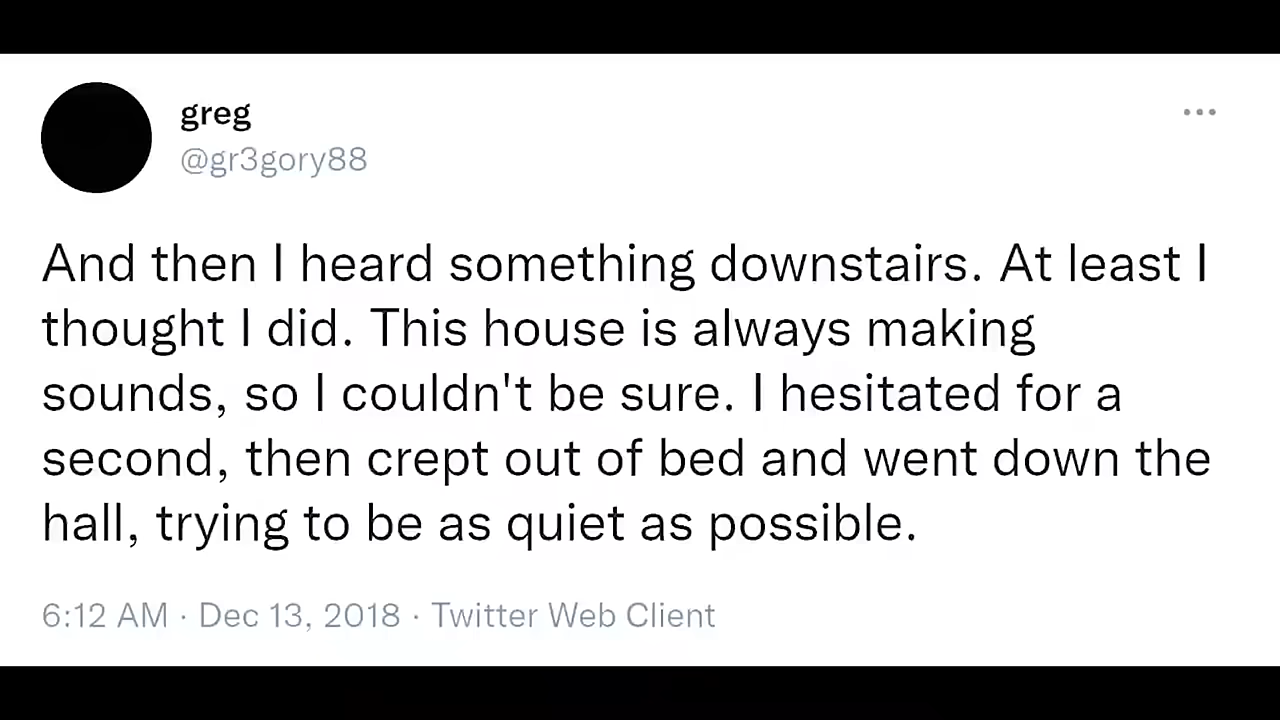 greg
@gr3gory88
And then I heard something downstairs. At least I
thought I did. This house is always making
sounds, so I couldn't be sure. I hesitated for a
second, then crept out of bed and went down the
hall, trying to be as quiet as possible.
6:12 AM · Dec 13, 2018 · Twitter Web Client